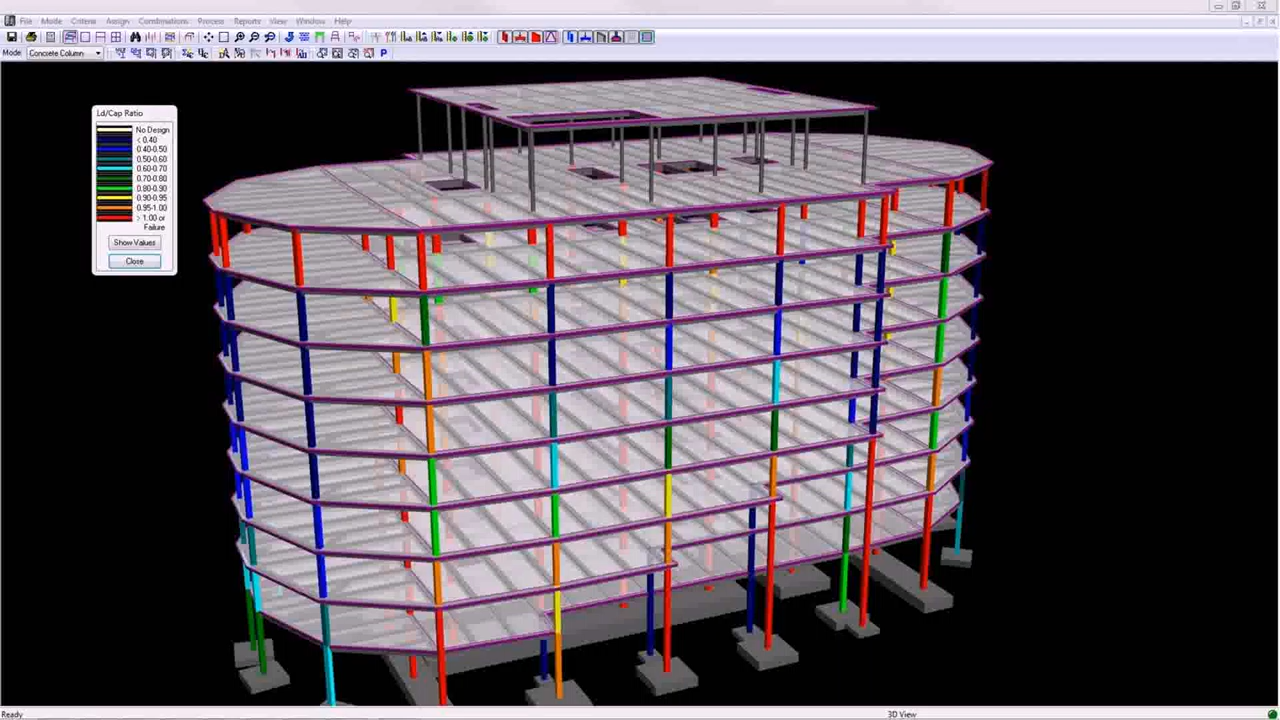 File Mode Criteria Assign Combinations Process Reports View Window Help
Mode: Concrete Column
P
Ld/Cap Ratio
No Design
< 0.40
0.40-0.50
0.50-0.60
0.60-0.70
0.70-0.80
0.80-0.90
0.90-0.95
0.95-1.00
> 1.00 or
Failure
Show Values
Close
Ready 3D View